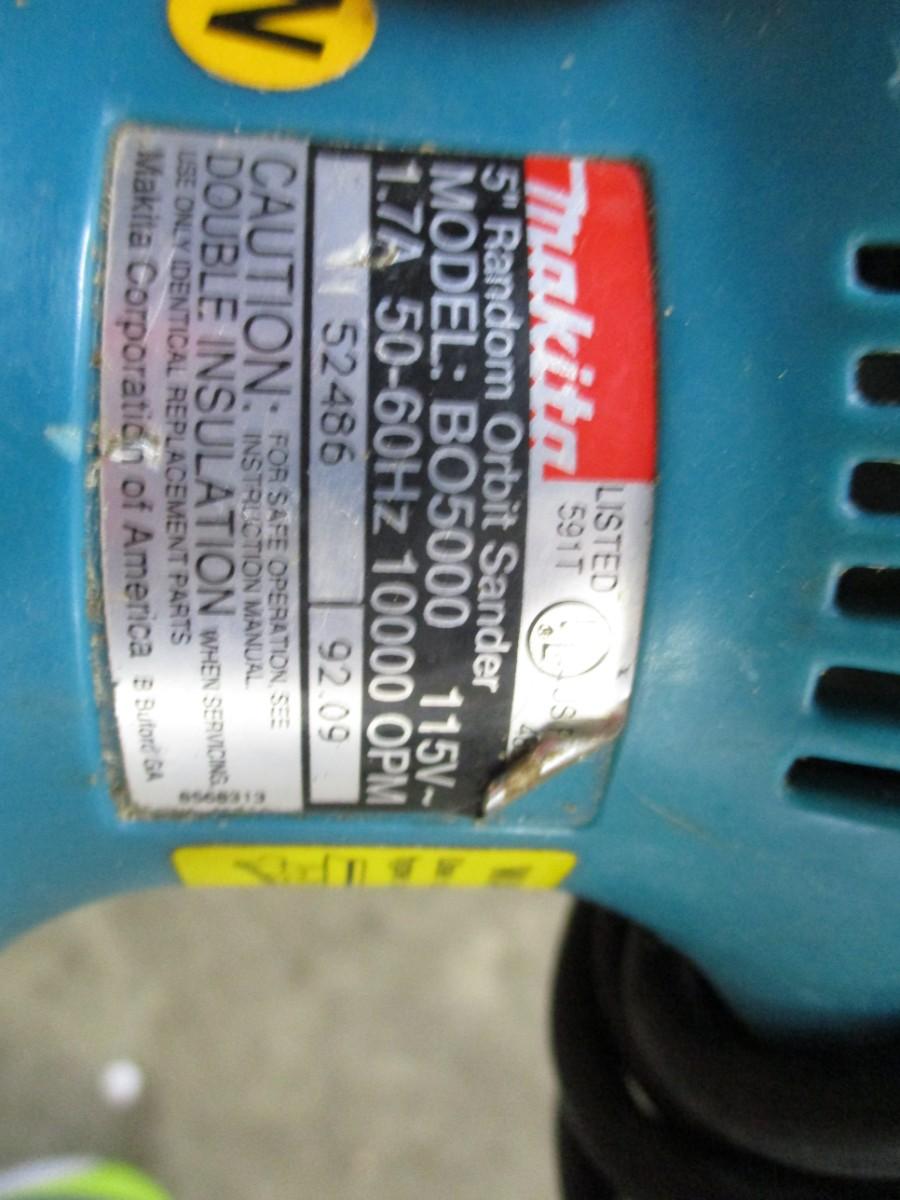 Makita
LISTED
591T
5" Random Orbit Sander
MODEL: BO5000 115V~
1.7A 50-60Hz 10000 OPM
52486 92.09
CAUTION: FOR SAFE OPERATION SEE
INSTRUCTION MANUAL.
DOUBLE INSULATION WHEN SERVICING,
USE ONLY IDENTICAL REPLACEMENT PARTS
Makita Corporation of America B Buford GA